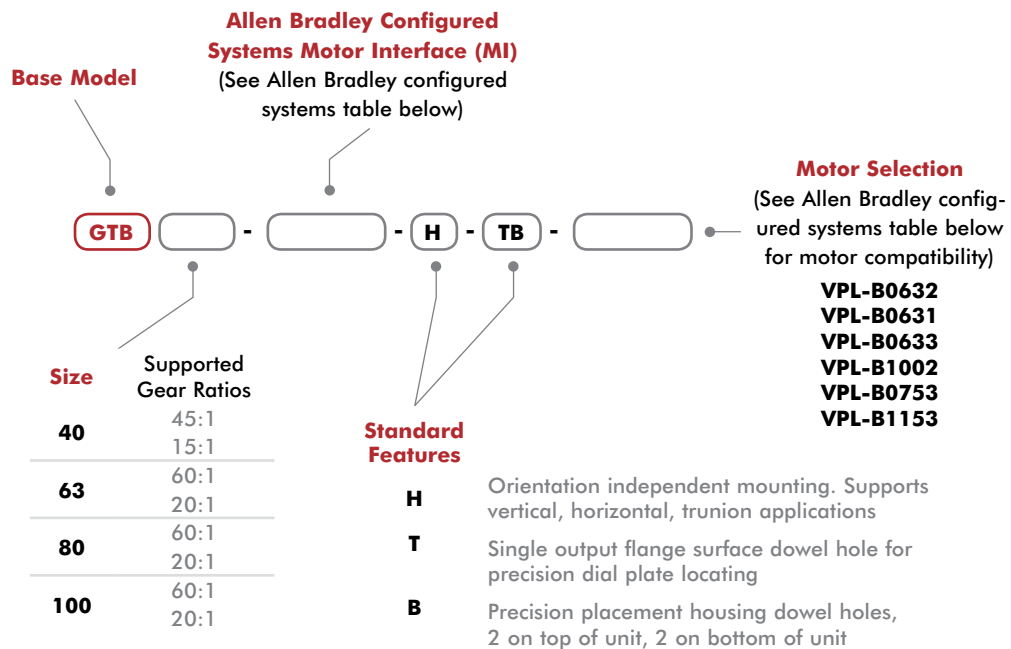 Allen Bradley Configured
Systems Motor Interface (MI)
(See Allen Bradley configured
systems table below)
Base Model
Motor Selection
(See Allen Bradley config-
ured systems table below
for motor compatibility)
VPL-B0632
VPL-B0631
VPL-B0633
VPL-B1002
VPL-B0753
VPL-B1153
GTB - - H - TB -
Size
Supported
Gear Ratios
40
45:1
15:1
63
60:1
20:1
80
60:1
20:1
100
60:1
20:1
Standard
Features
H
Orientation independent mounting. Supports
vertical, horizontal, trunion applications
T
Single output flange surface dowel hole for
precision dial plate locating
B
Precision placement housing dowel holes,
2 on top of unit, 2 on bottom of unit